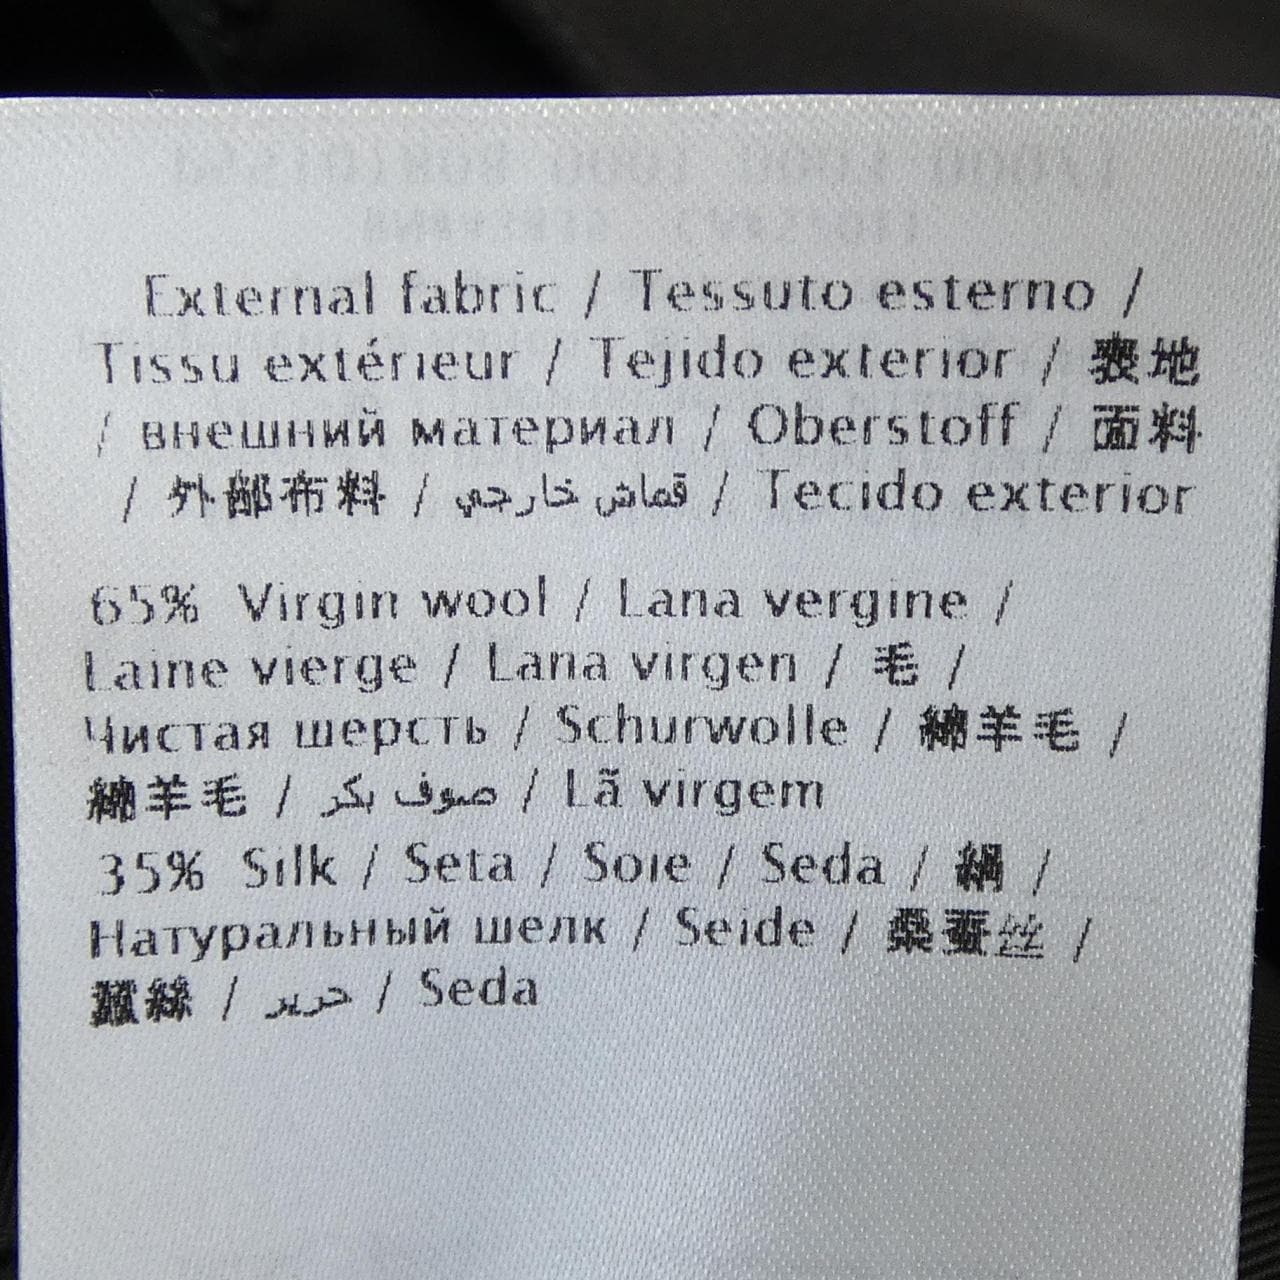 External fabric / Tessuto esterno /
Tissu extérieur / Tejido exterior / 表地
/ внешний материал / Oberstoff / 面料
/ 外部布料 / قماش خارجي / Tecido exterior
65% Virgin wool / Lana vergine /
Laine vierge / Lana virgen / 毛 /
Чистая шерсть / Schurwolle / 綿羊毛 /
綿羊毛 / صوف بكر / Lã virgem
35% Silk / Seta / Soie / Seda / 絹 /
Натуральный шелк / Seide / 桑蚕丝 /
蠶絲 / حرير / Seda